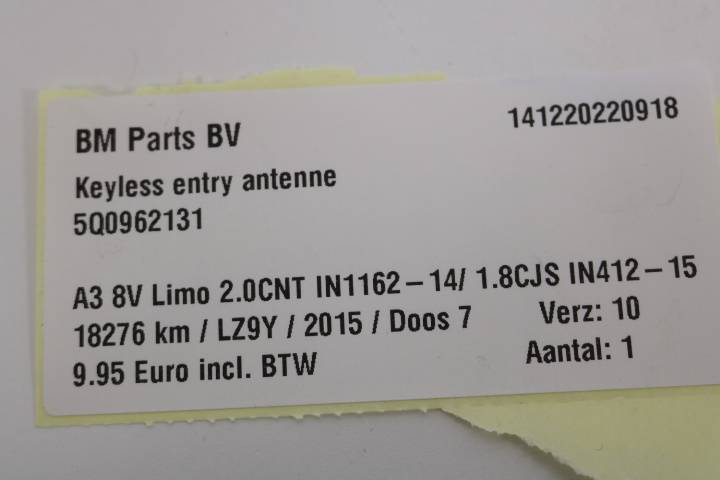 BM Parts BV 141220220918
Keyless entry antenne
5Q0962131
A3 8V Limo 2.0CNT IN1162-14/ 1.8CJS IN412-15
18276 km / LZ9Y / 2015 / Doos 7 Verz: 10
9.95 Euro incl. BTW Aantal: 1